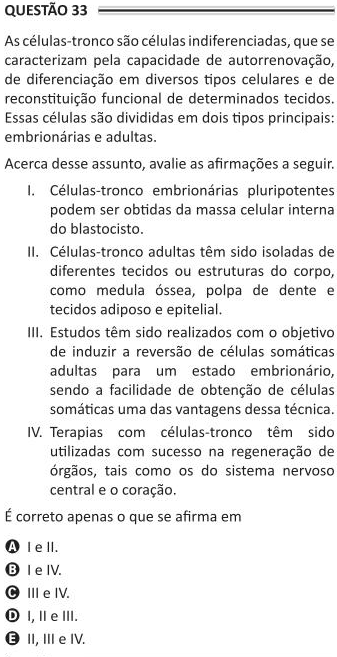 QUESTÃO 33
As células-tronco são células indiferenciadas, que se
caracterizam pela capacidade de autorrenovação,
de diferenciação em diversos tipos celulares e de
reconstituição funcional de determinados tecidos.
Essas células são divididas em dois tipos principais:
embrionárias e adultas.
Acerca desse assunto, avalie as afirmações a seguir.
I. Células-tronco embrionárias pluripotentes
podem ser obtidas da massa celular interna
do blastocisto.
II. Células-tronco adultas têm sido isoladas de
diferentes tecidos ou estruturas do corpo,
como medula óssea, polpa de dente e
tecidos adiposo e epitelial.
III. Estudos têm sido realizados com o objetivo
de induzir a reversão de células somáticas
adultas para um estado embrionário,
sendo a facilidade de obtenção de células
somáticas uma das vantagens dessa técnica.
IV. Terapias com células-tronco têm sido
utilizadas com sucesso na regeneração de
órgãos, tais como os do sistema nervoso
central e o coração.
É correto apenas o que se afirma em
A I e II.
B I e IV.
C III e IV.
D I, II e III.
E II, III e IV.